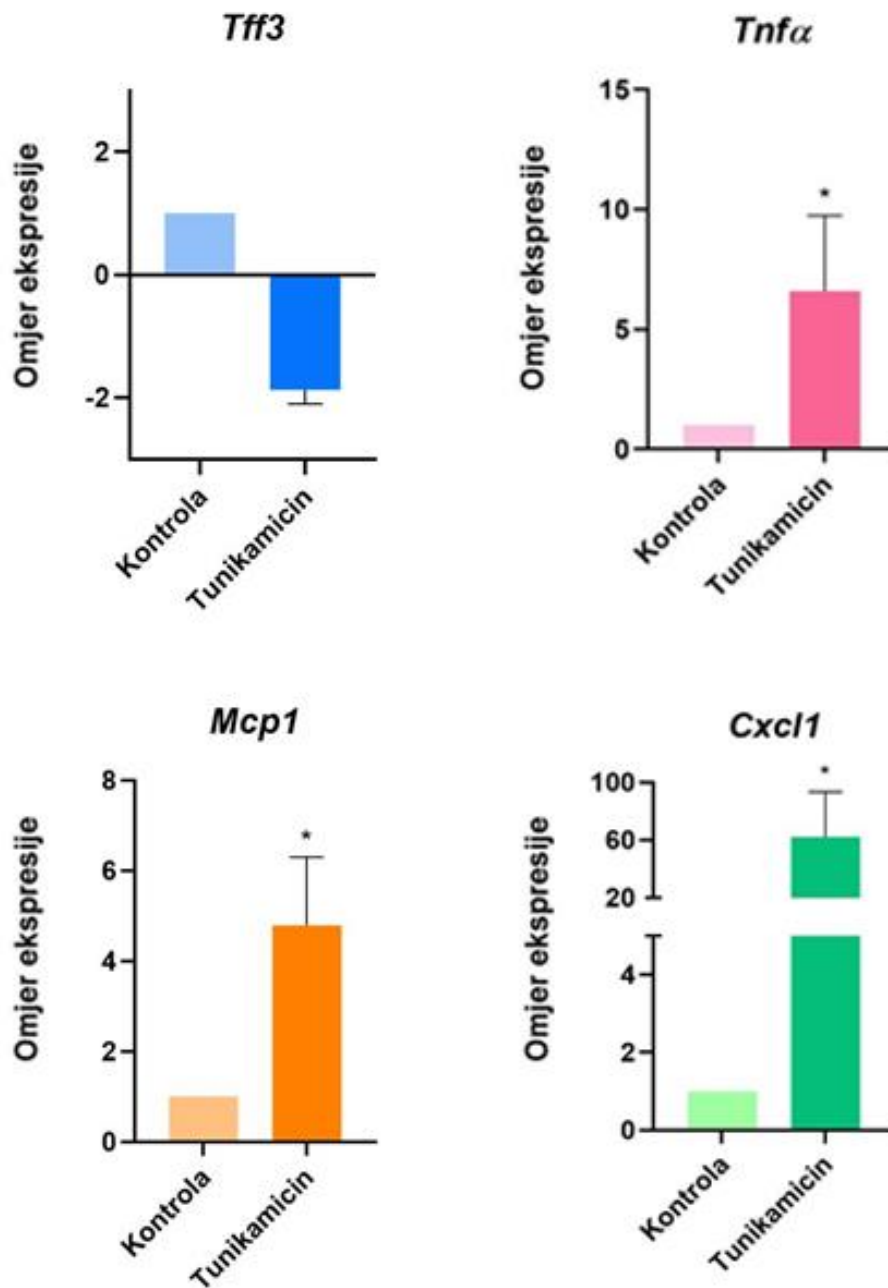 Tff3
Omjer ekspresije
2
0
-2
Kontrola
Tunikamicin
Tnfα
Omjer ekspresije
15
*
10
5
0
Kontrola
Tunikamicin
Mcp1
Omjer ekspresije
8
*
6
4
2
0
Kontrola
Tunikamicin
Cxcl1
Omjer ekspresije
*
100
60
20
4
2
0
Kontrola
Tunikamicin